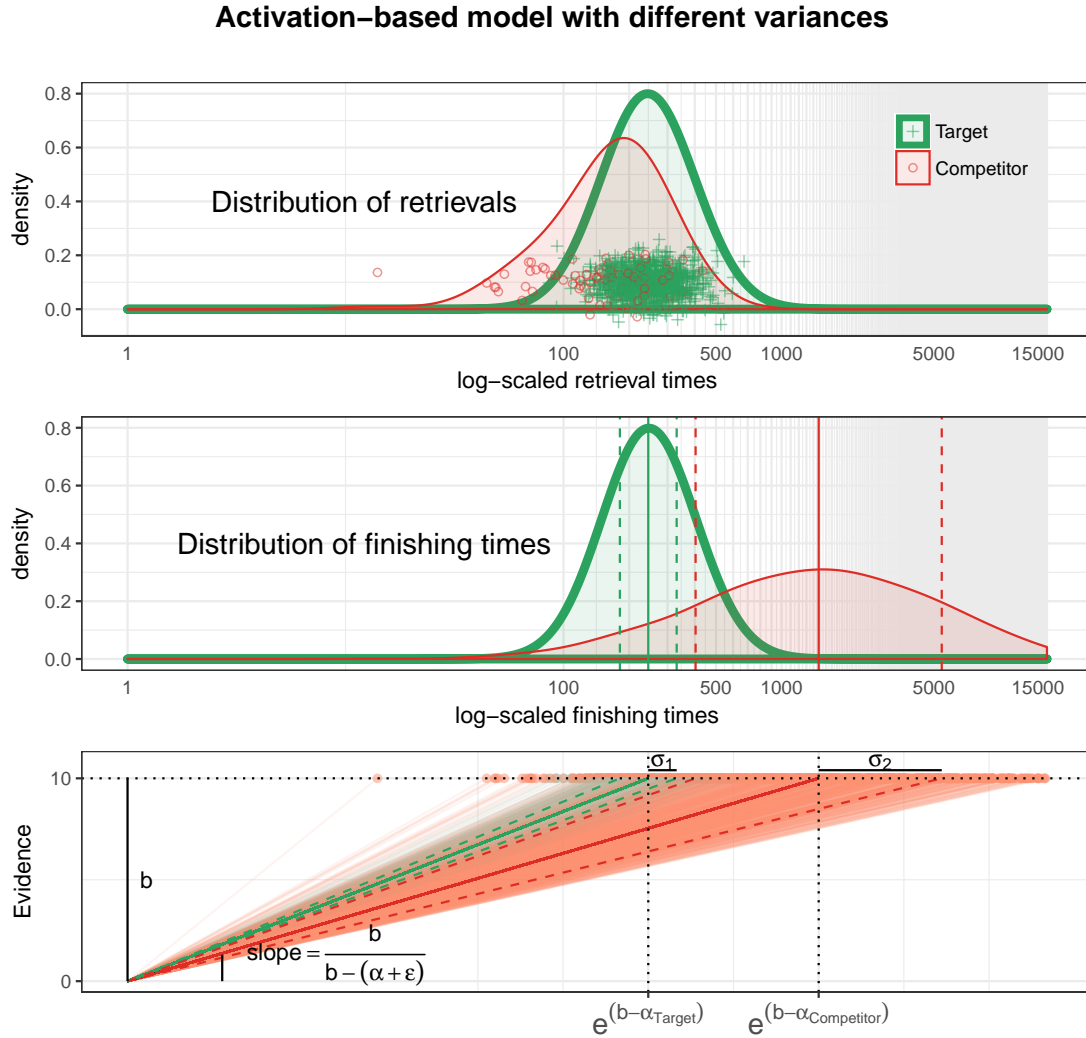 Activation−based model with different variances
0.8
0.6
0.4
0.2
0.0
density
Distribution of retrievals
Target
Competitor
1 100 500 1000 5000 15000
log−scaled retrieval times
0.8
0.6
0.4
0.2
0.0
density
Distribution of finishing times
1 100 500 1000 5000 15000
log−scaled finishing times
10
0
Evidence
σ1 σ2
b
slope = b / b − (α + ε)
e^(b−α_Target) e^(b−α_Competitor)